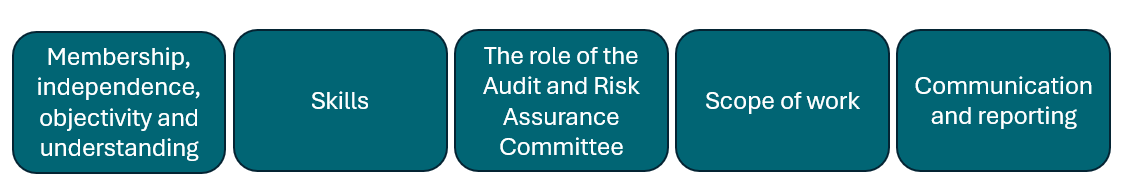 Membership,
independence,
objectivity and
understanding
Skills
The role of the
Audit and Risk
Assurance
Committee
Scope of work
Communication
and reporting